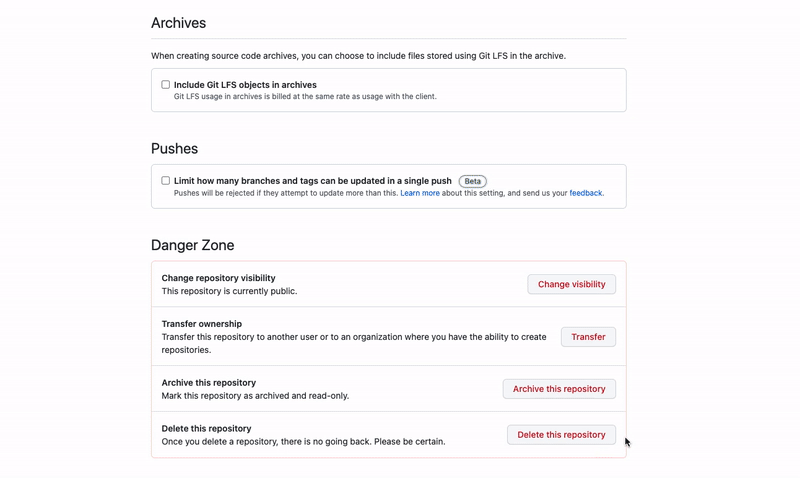 Archives
When creating source code archives, you can choose to include files stored using Git LFS in the archive.
Include Git LFS objects in archives
Git LFS usage in archives is billed at the same rate as usage with the client.
Pushes
Limit how many branches and tags can be updated in a single push Beta
Pushes will be rejected if they attempt to update more than this. Learn more about this setting, and send us your feedback.
Danger Zone
Change repository visibility
This repository is currently public.
Change visibility
Transfer ownership
Transfer this repository to another user or to an organization where you have the ability to create
repositories.
Transfer
Archive this repository
Mark this repository as archived and read-only.
Archive this repository
Delete this repository
Once you delete a repository, there is no going back. Please be certain.
Delete this repository